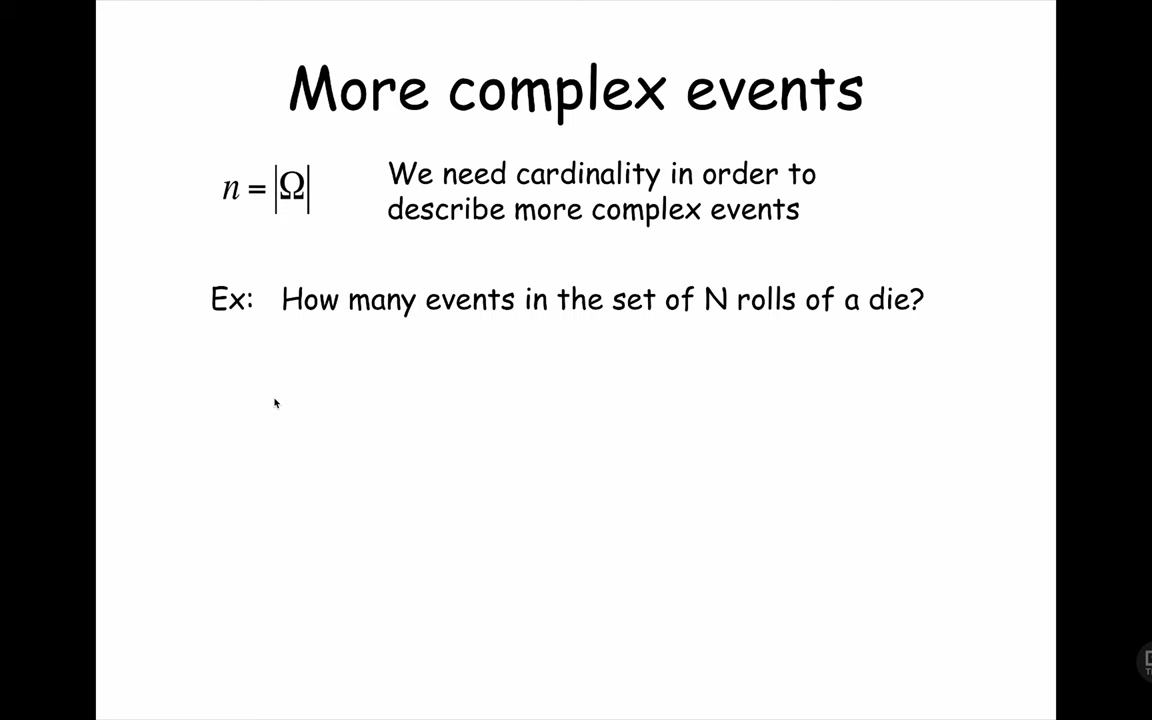 More complex events
n = |Ω|
We need cardinality in order to
describe more complex events
Ex: How many events in the set of N rolls of a die?